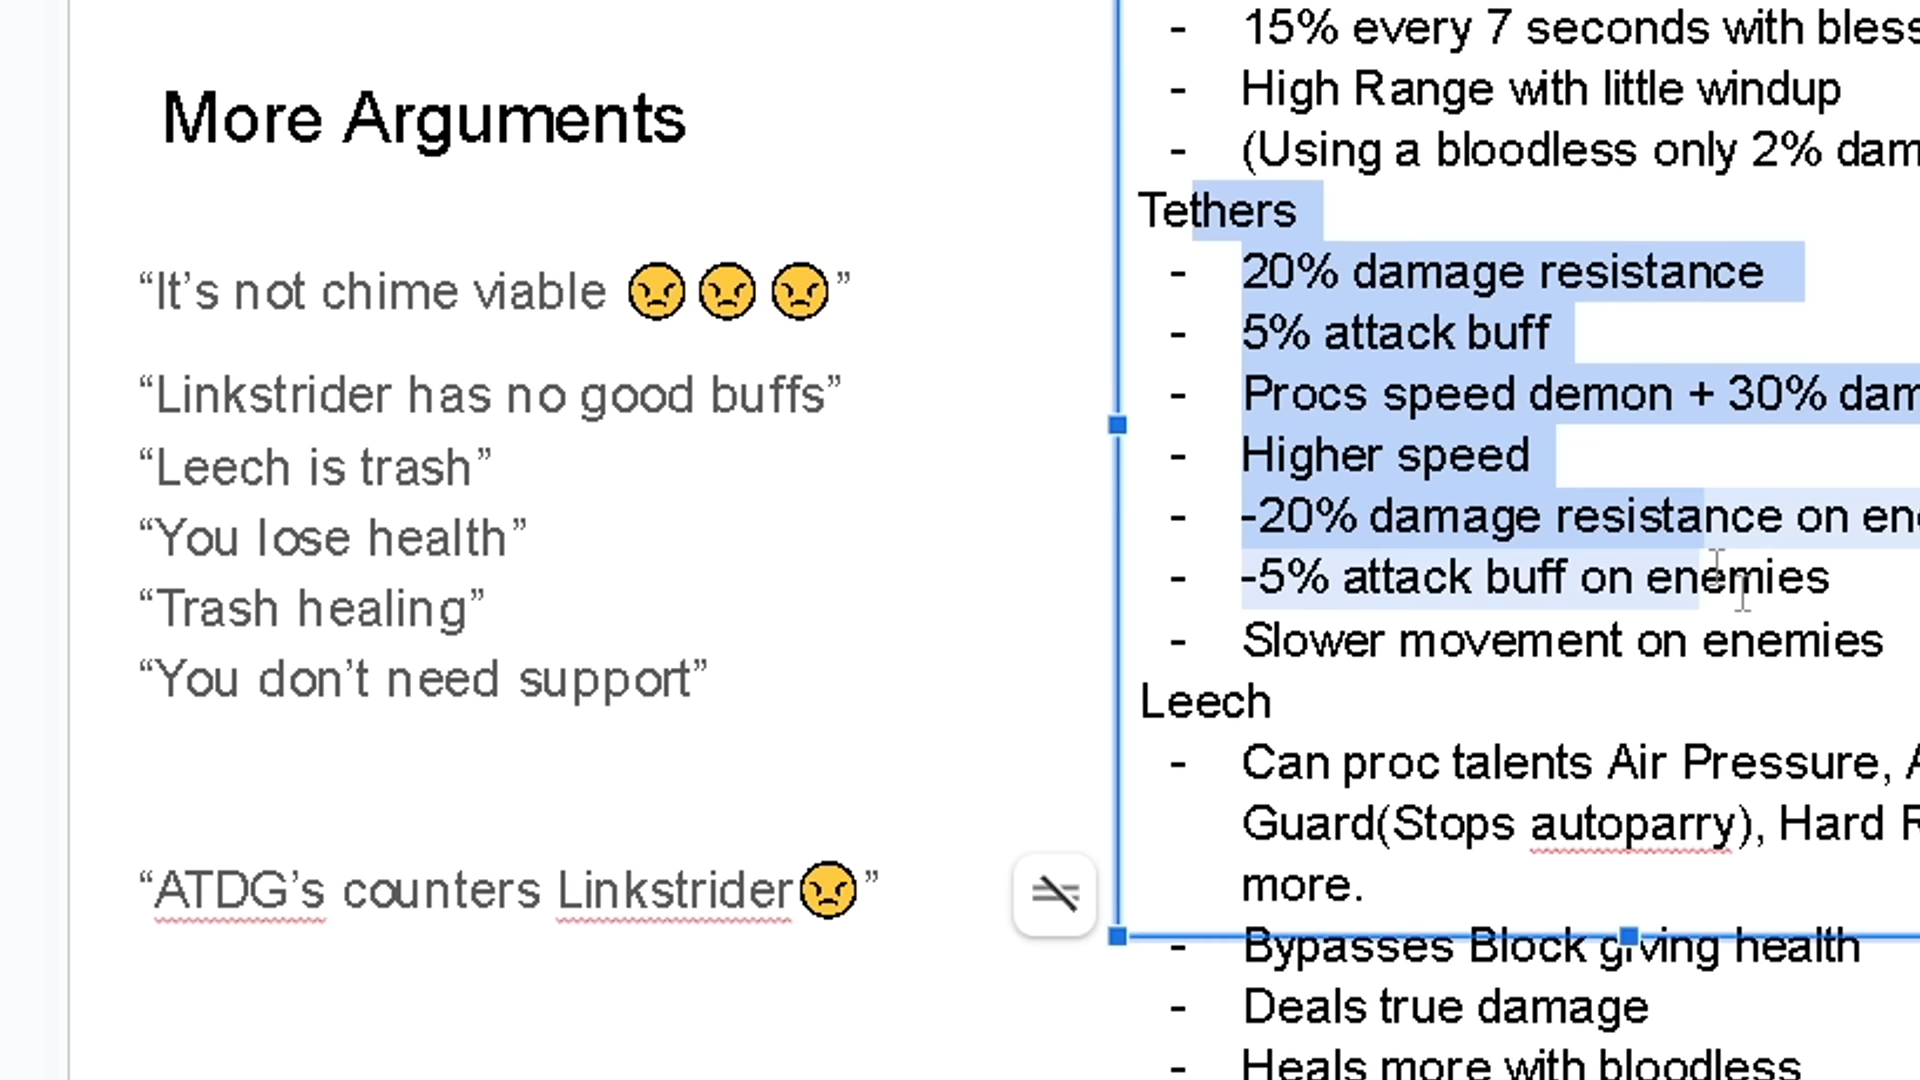 More Arguments
“It’s not chime viable 😠😠😠”
“Linkstrider has no good buffs”
“Leech is trash”
“You lose health”
“Trash healing”
“You don’t need support”
“ATDG’s counters Linkstrider😠”
- 15% every 7 seconds with
- High Range with little windup
- (Using a bloodless only 2%
Tethers
- 20% damage resistance
- 5% attack buff
- Procs speed demon + 30%
- Higher speed
- -20% damage resistance on
- -5% attack buff on enemies
- Slower movement on enemies
Leech
- Can proc talents Air Pressure,
Guard(Stops autoparry), Hard
more.
- Bypasses Block giving health
- Deals true damage
- Heals more with bloodless